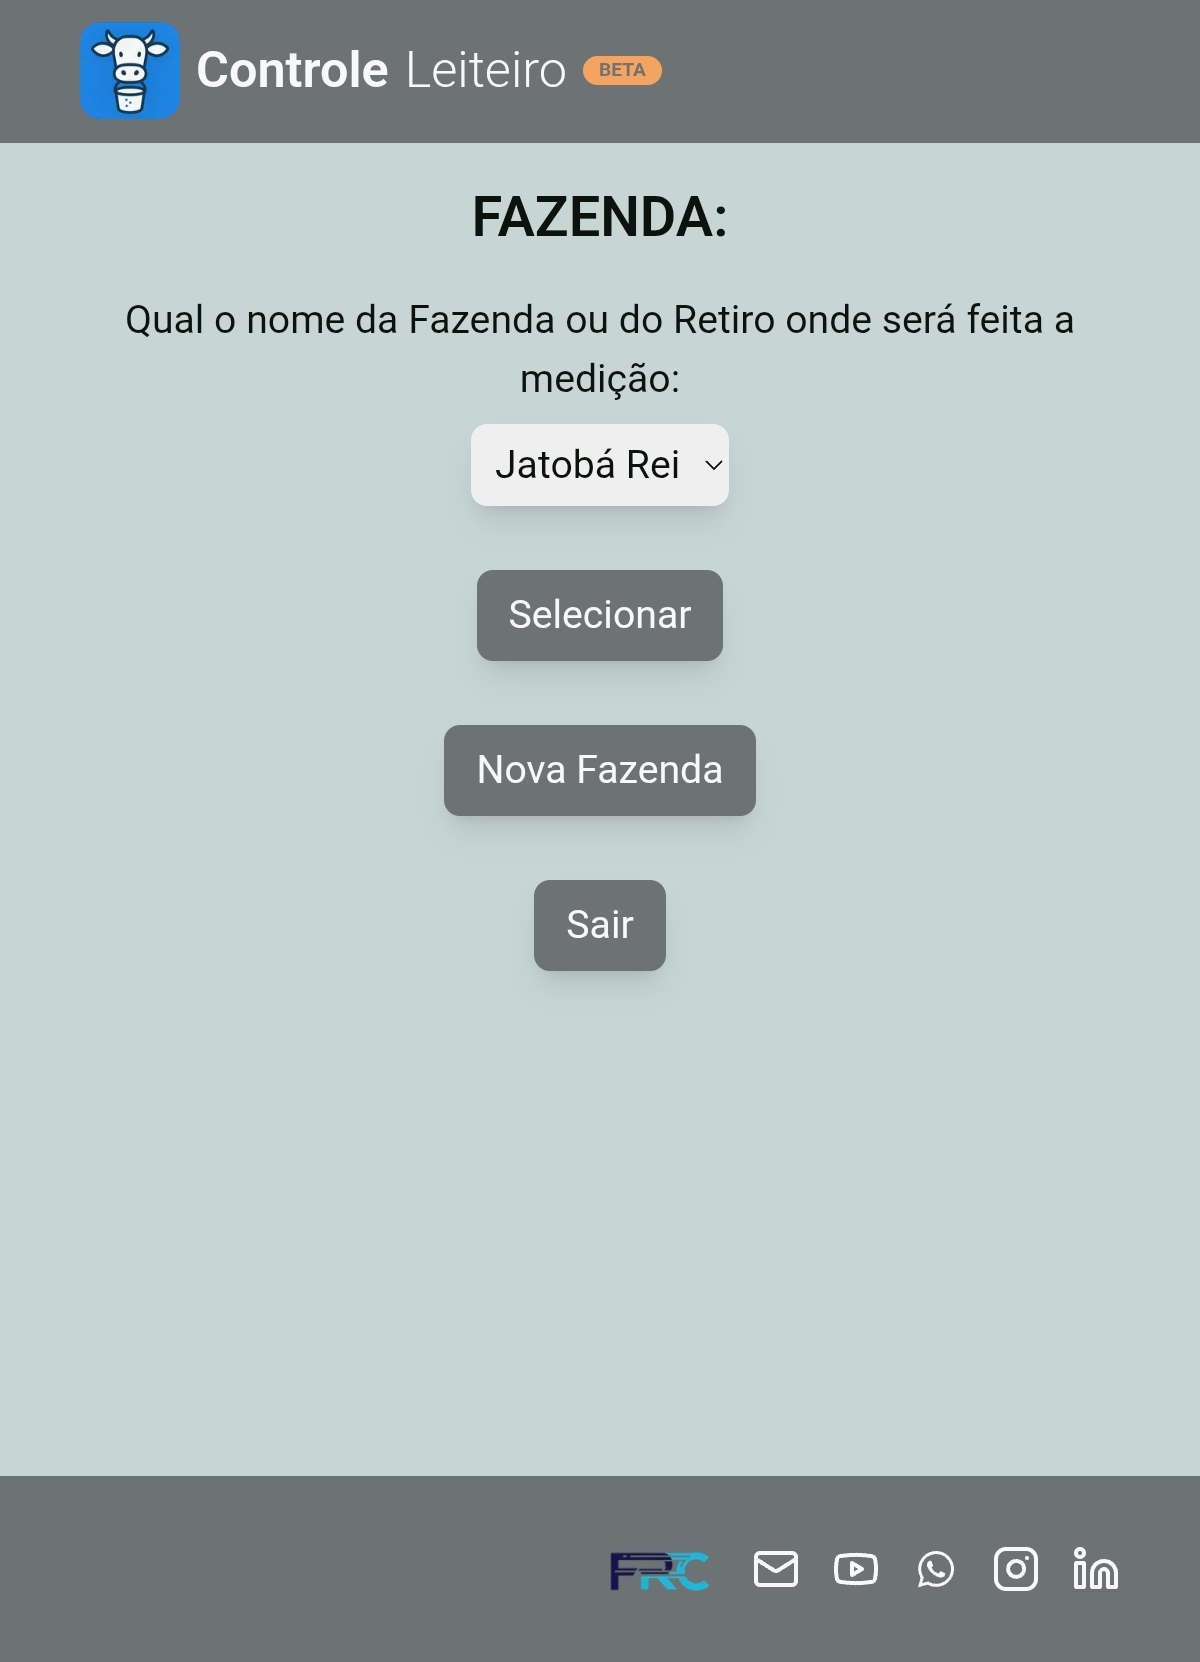 Controle Leiteiro BETA
FAZENDA:
Qual o nome da Fazenda ou do Retiro onde será feita a
medição:
Jatobá Rei
Selecionar
Nova Fazenda
Sair
FRC